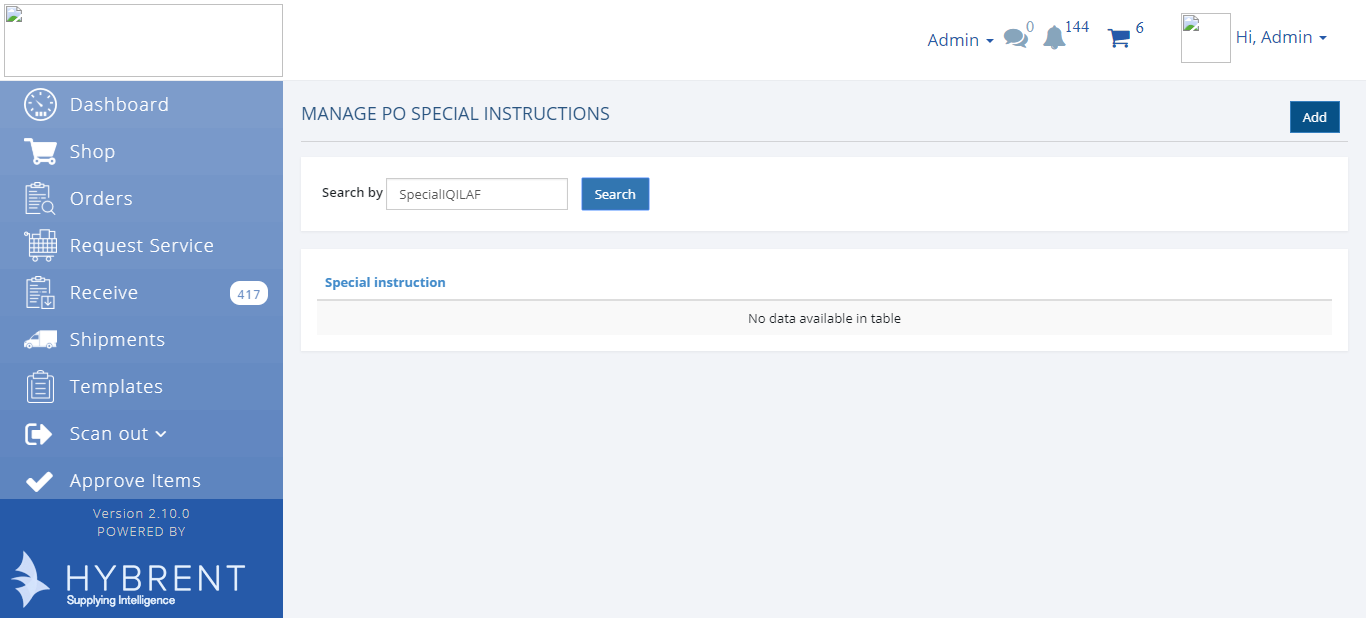 Admin
0
144
6
Hi, Admin
Dashboard
Shop
Orders
Request Service
Receive 417
Shipments
Templates
Scan out
Approve Items
Version 2.10.0
POWERED BY
HYBRENT
Supplying Intelligence
MANAGE PO SPECIAL INSTRUCTIONS
Add
Search by SpecialIQILAF Search
Special instruction
No data available in table